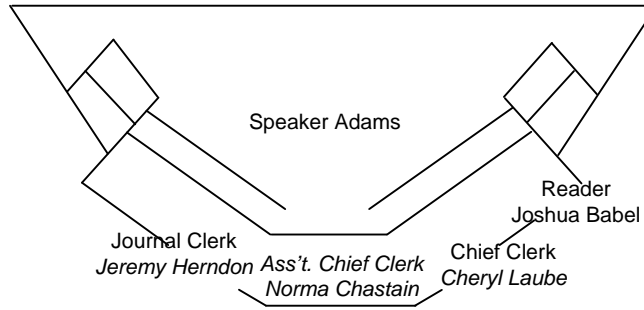 Speaker Adams
Reader
Joshua Babel
Journal Clerk
Jeremy Herndon
Ass't. Chief Clerk
Norma Chastain
Chief Clerk
Cheryl Laube